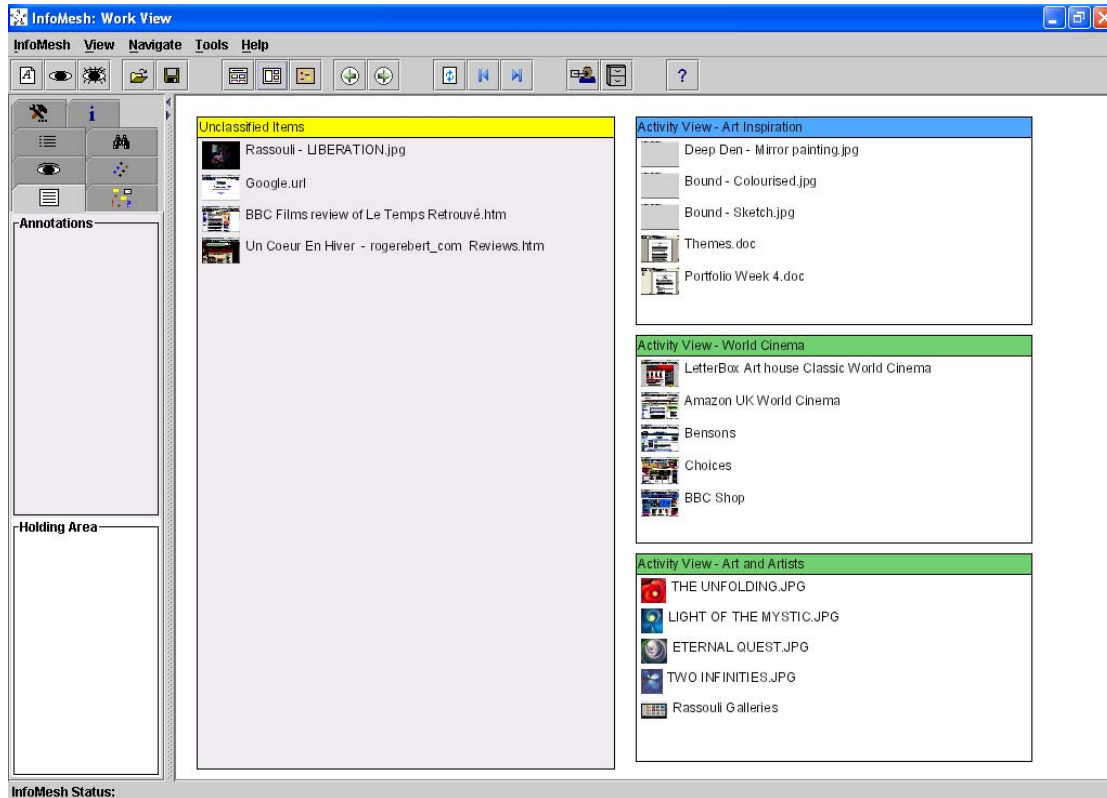 InfoMesh: Work View
InfoMesh View Navigate Tools Help
A ?
i
Annotations
Holding Area
Unclassified Items
Rassouli - LIBERATION.jpg
Google.url
BBC Films review of Le Temps Retrouvé.htm
Un Coeur En Hiver - rogerebert_com Reviews.htm
Activity View - Art Inspiration
Deep Den - Mirror painting.jpg
Bound - Colourised.jpg
Bound - Sketch.jpg
Themes.doc
Portfolio Week 4.doc
Activity View - World Cinema
LetterBox Art house Classic World Cinema
Amazon UK World Cinema
Bensons
Choices
BBC Shop
Activity View - Art and Artists
THE UNFOLDING.JPG
LIGHT OF THE MYSTIC.JPG
ETERNAL QUEST.JPG
TWO INFINITIES.JPG
Rassouli Galleries
InfoMesh Status: